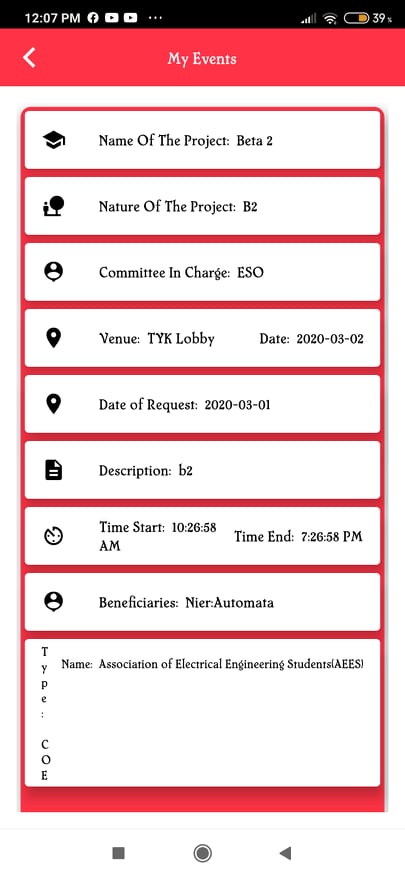 12:07 PM ... 39%
My Events
Name Of The Project: Beta 2
Nature Of The Project: B2
Committee In Charge: ESO
Venue: TYK Lobby Date: 2020-03-02
Date of Request: 2020-03-01
Description: b2
Time Start: 10:26:58
AM
Time End: 7:26:58 PM
Beneficiaries: Nier:Automata
Type: COE
Name: Association of Electrical Engineering Students(AEES)